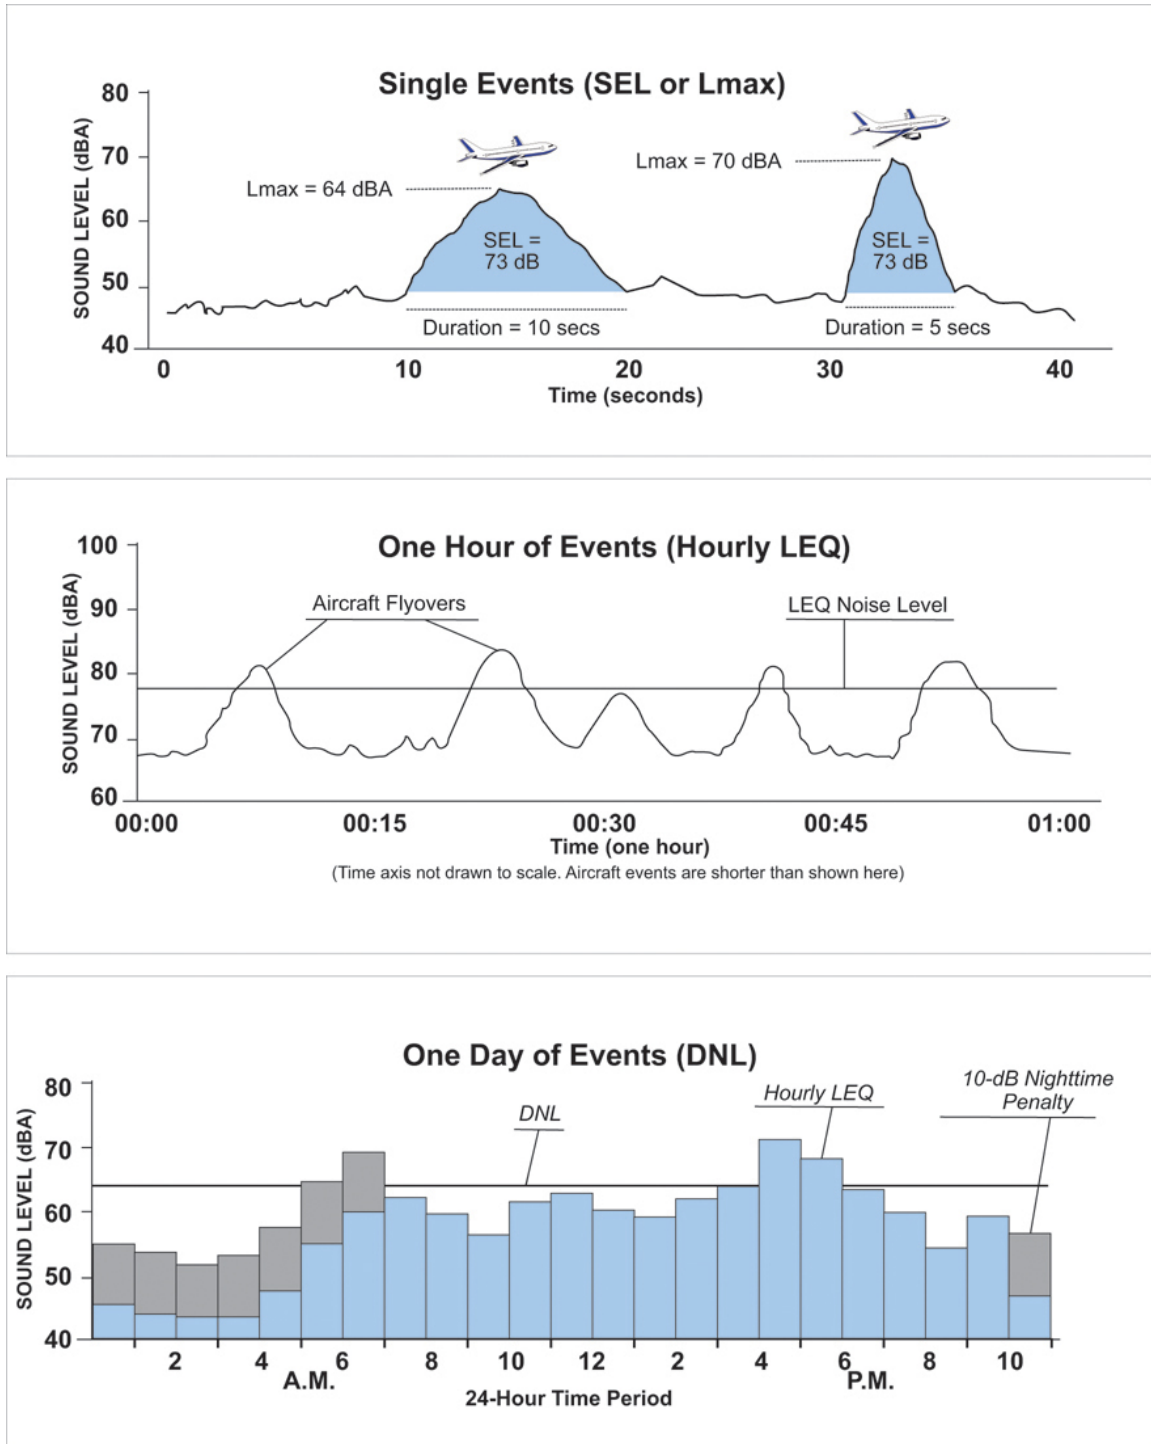 Single Events (SEL or Lmax)
SOUND LEVEL (dBA)
80
70
60
50
40
Lmax = 64 dBA
Lmax = 70 dBA
SEL =
73 dB
SEL =
73 dB
Duration = 10 secs
Duration = 5 secs
0 10 20 30 40
Time (seconds)
One Hour of Events (Hourly LEQ)
SOUND LEVEL (dBA)
100
90
80
70
60
Aircraft Flyovers
LEQ Noise Level
00:00 00:15 00:30 00:45 01:00
Time (one hour)
(Time axis not drawn to scale. Aircraft events are shorter than shown here)
One Day of Events (DNL)
SOUND LEVEL (dBA)
80
70
60
50
40
DNL
Hourly LEQ
10-dB Nighttime
Penalty
2 4 6 8 10 12 2 4 6 8 10
A.M. P.M.
24-Hour Time Period